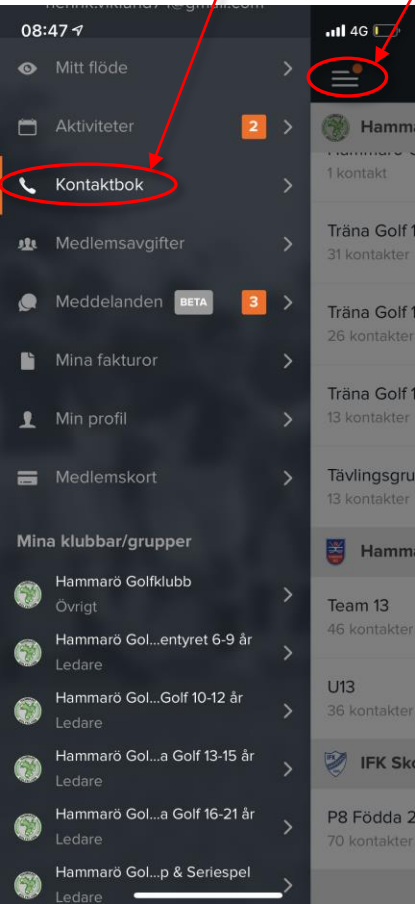 08:47
4G
Mitt flöde
Aktiviteter
2
Kontaktbok
Medlemsavgifter
Meddelanden BETA
3
Mina fakturor
Min profil
Medlemskort
Mina klubbar/grupper
Hammarö Golfklubb
Övrigt
Hammarö Gol...entyret 6-9 år
Ledare
Hammarö Gol...Golf 10-12 år
Ledare
Hammarö Gol...a Golf 13-15 år
Ledare
Hammarö Gol...a Golf 16-21 år
Ledare
Hammarö Gol...p & Seriespel
Ledare
Hamma
1 kontakt
Träna Golf 1
31 kontakter
Träna Golf 1
26 kontakter
Träna Golf 1
13 kontakter
Tävlingsgru
13 kontakter
Hamma
Team 13
46 kontakter
U13
36 kontakter
IFK Sko
P8 Födda 2
70 kontakter